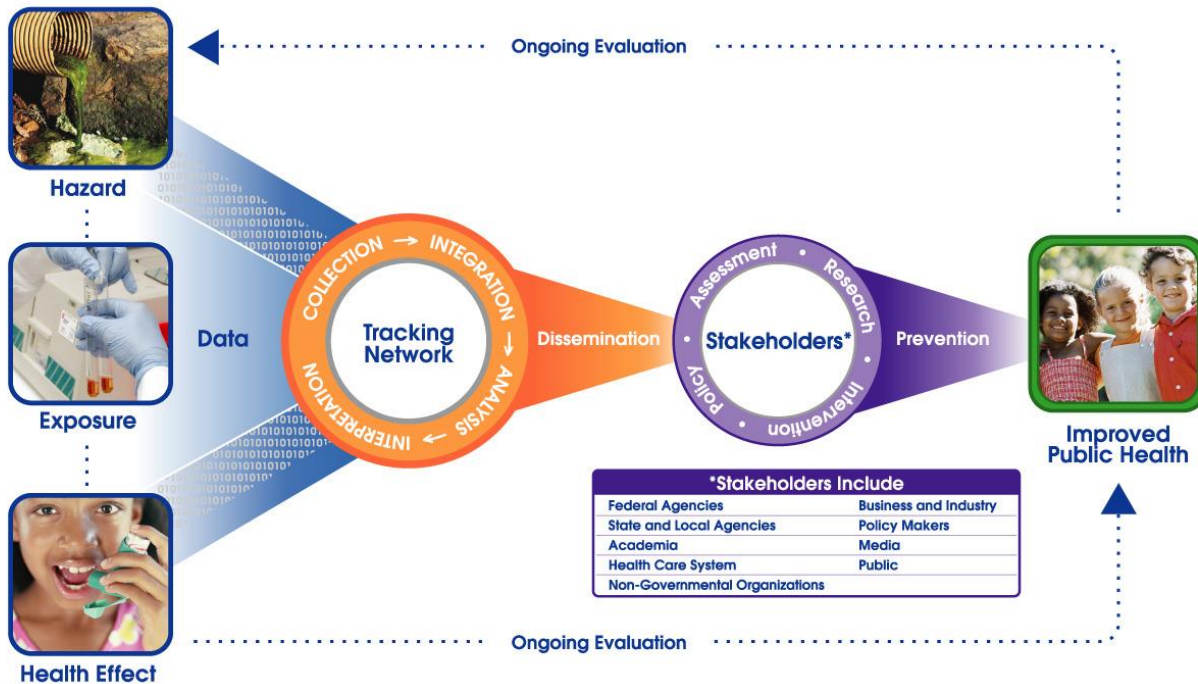 Ongoing Evaluation
Hazard
Exposure
Health Effect
Data
COLLECTION → INTEGRATION → ANALYSIS → INTERPRETATION
Tracking
Network
Dissemination
Assessment • Research • Intervention • Policy •
Stakeholders*
Prevention
Improved
Public Health
*Stakeholders Include
Federal Agencies
Business and Industry
State and Local Agencies
Policy Makers
Academia
Media
Health Care System
Public
Non-Governmental Organizations
Ongoing Evaluation